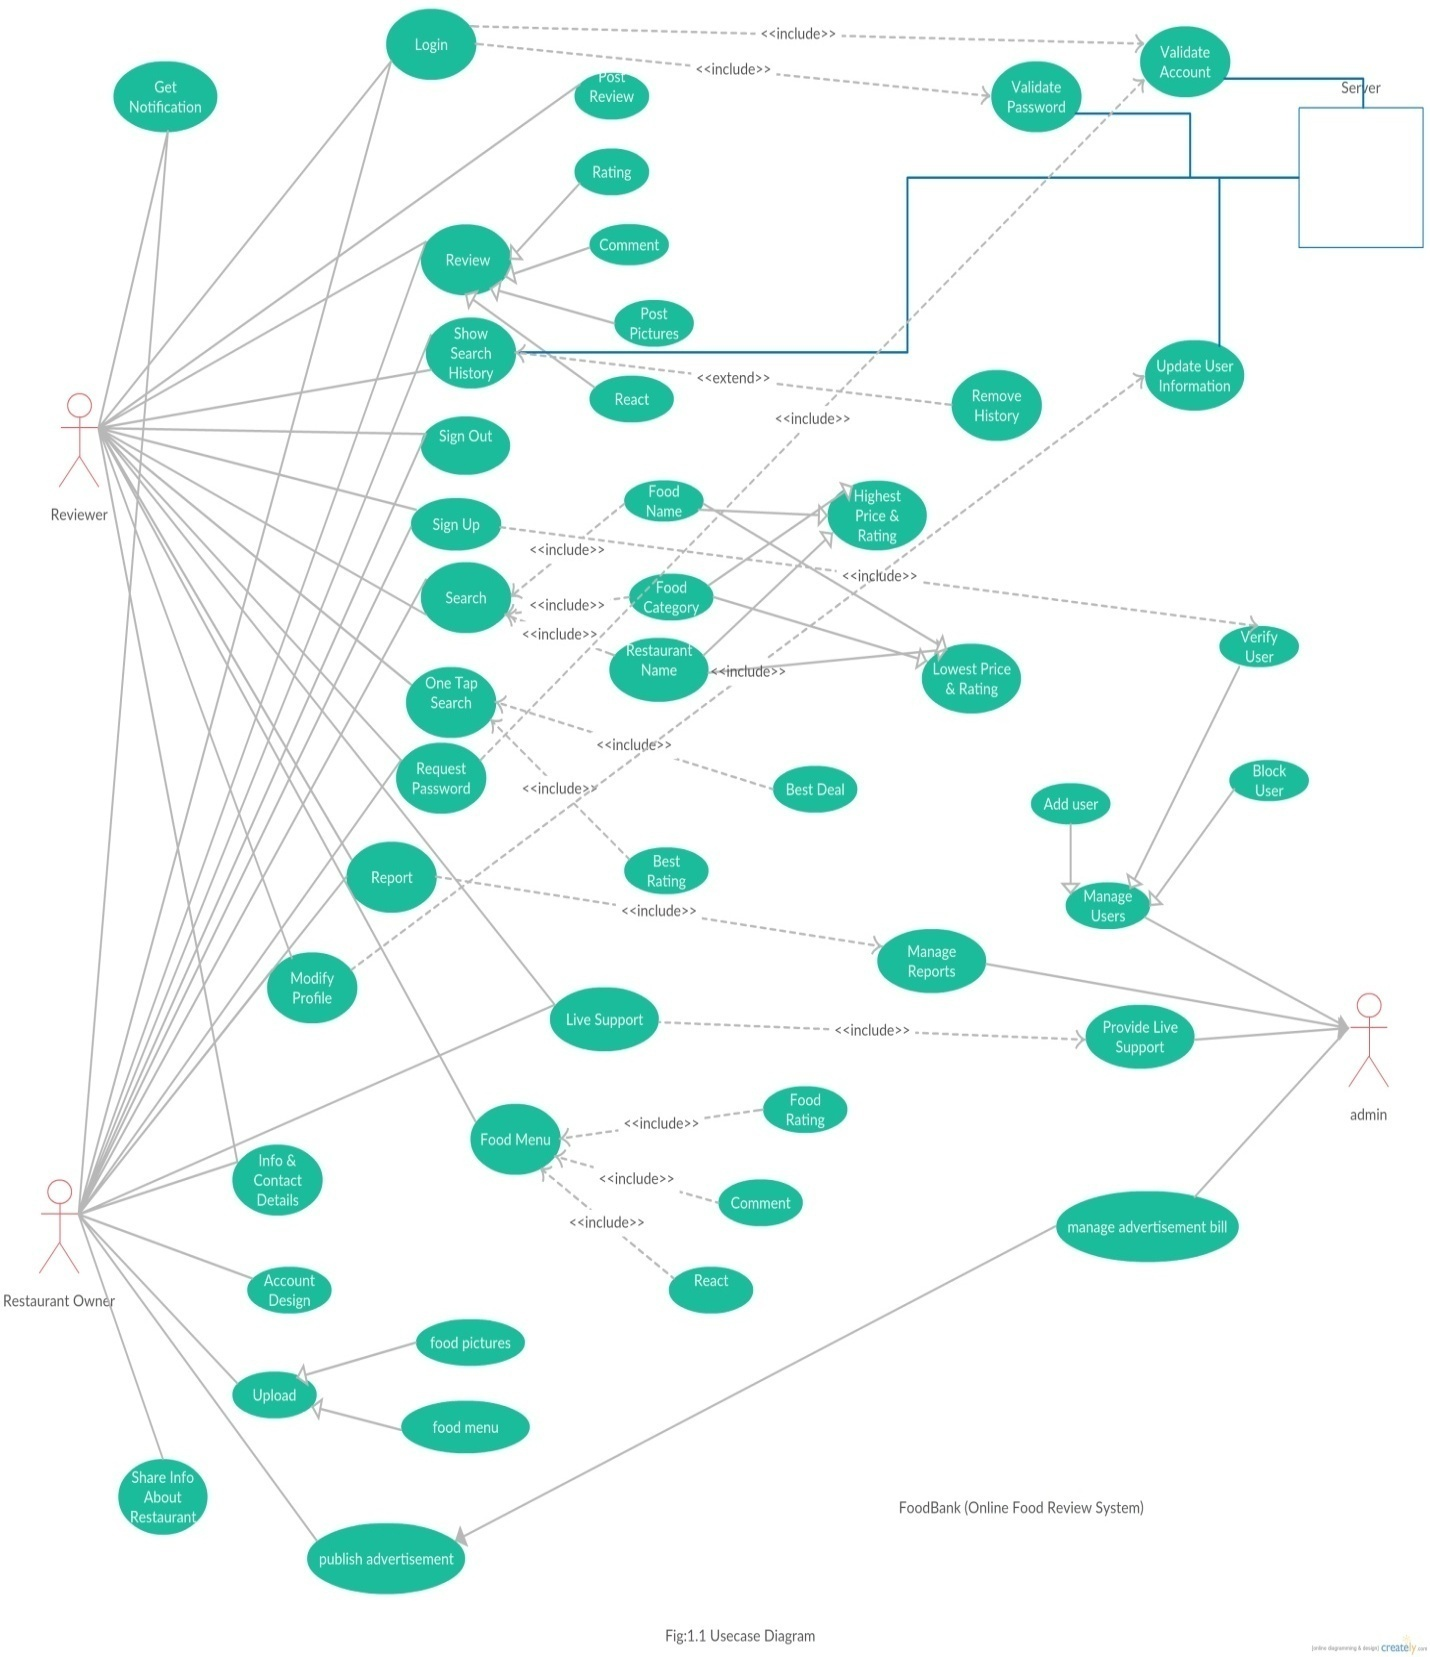 Login
<<include>>
Validate
Account
Get
Notification
Post
Review
<<include>>
Validate
Password
Server
Rating
Comment
Review
Post
Pictures
Show
Search
History
<<extend>>
React
Remove
History
<<include>>
Update User
Information
Sign Out
Reviewer
Food
Name
Highest
Price &
Rating
Sign Up
<<include>>
<<include>>
Search
<<include>>
Food
Category
<<include>>
Restaurant
Name
<<include>>
Lowest Price
& Rating
Verify
User
One Tap
Search
<<include>>
Request
Password
<<include>>
Best Deal
Add user
Block
User
Report
Best
Rating
<<include>>
Manage
Users
Manage
Reports
Modify
Profile
Live Support
<<include>>
Provide Live
Support
admin
Food Menu
<<include>>
Food
Rating
Info &
Contact
Details
<<include>>
Comment
<<include>>
manage advertisement bill
Restaurant Owner
Account
Design
React
food pictures
Upload
food menu
Share Info
About
Restaurant
FoodBank (Online Food Review System)
publish advertisement
Fig:1.1 Usecase Diagram
[online diagramming & design] creately.com